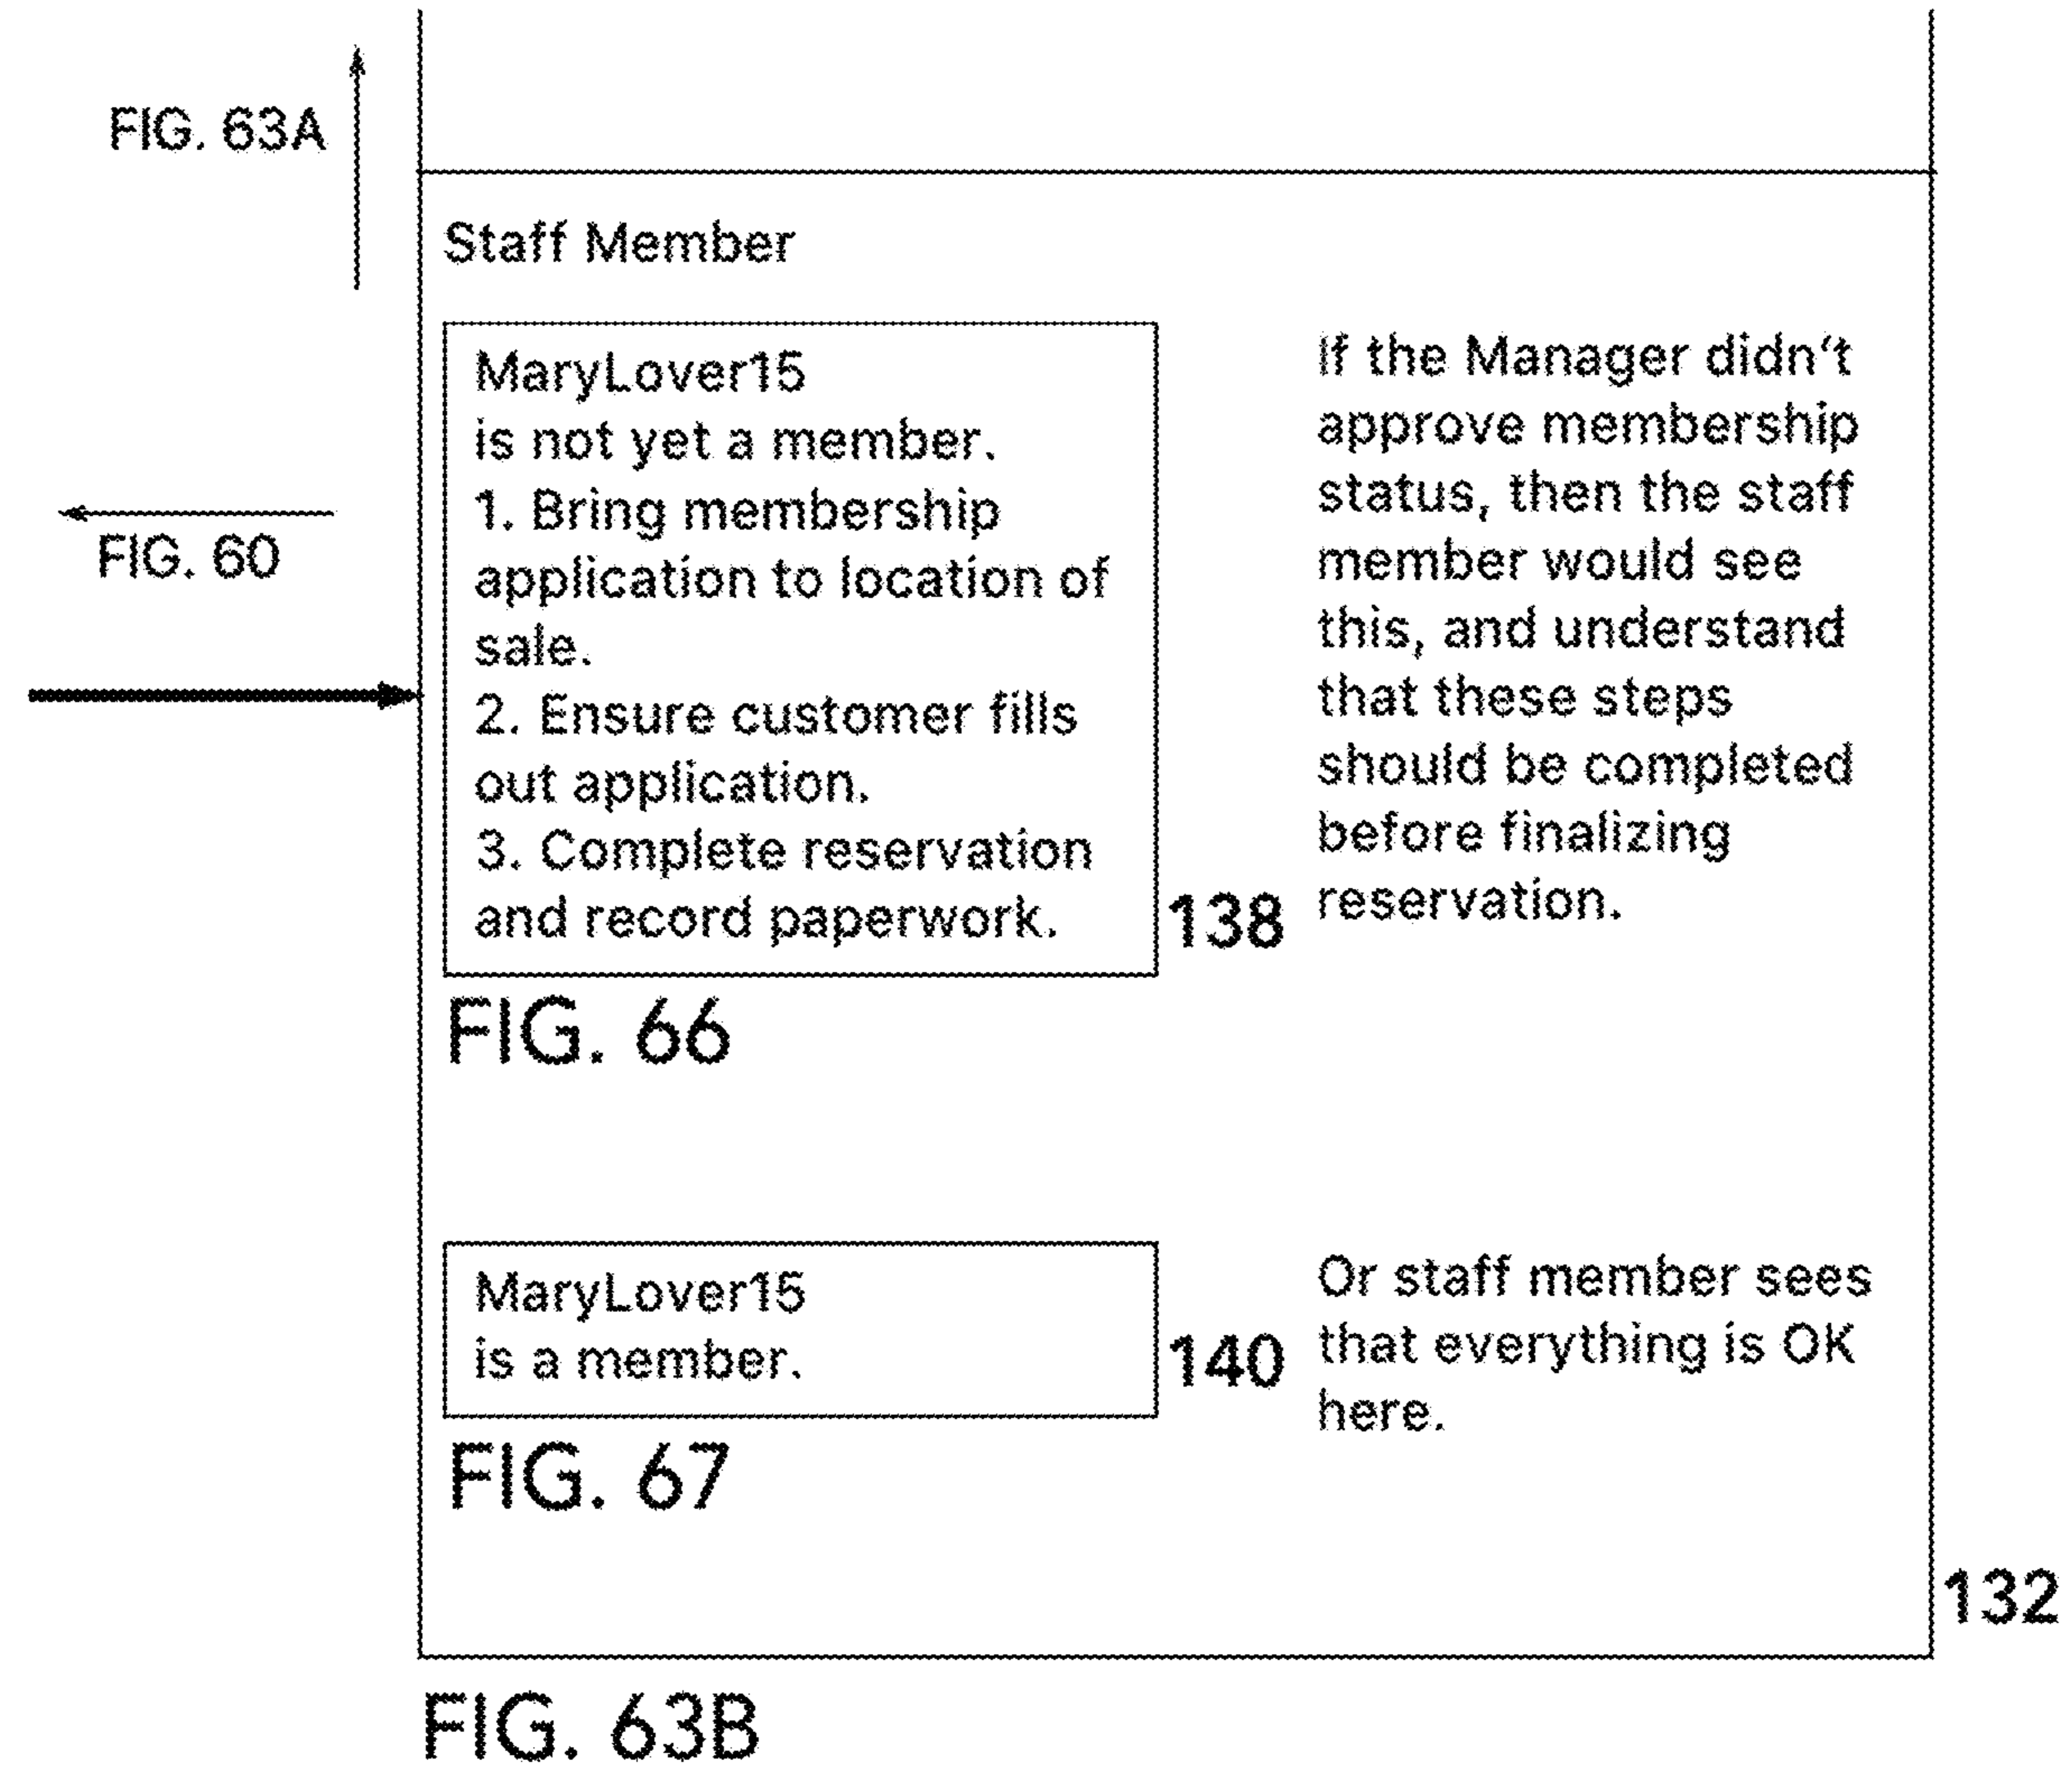 FIG. 63A
Staff Member
MaryLover15
is not yet a member.
1. Bring membership
application to location of
sale.
2. Ensure customer fills
out application.
3. Complete reservation
and record paperwork.
138
If the Manager didn‘t
approve membership
status, then the staff
member would see
this, and understand
that these steps
should be completed
before finalizing
reservation.
FIG. 60
FIG. 66
MaryLover15
is a member.
140
Or staff member sees
that everything is OK
here.
FIG. 67
132
FIG. 63B